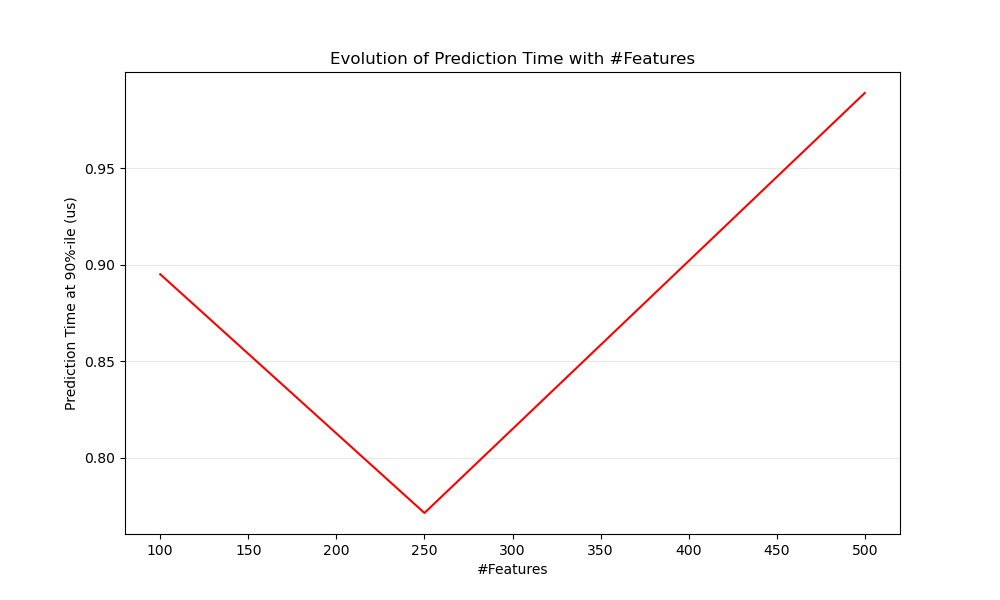 Evolution of Prediction Time with #Features
Prediction Time at 90%-ile (us)
0.95
0.90
0.85
0.80
100 150 200 250 300 350 400 450 500
#Features